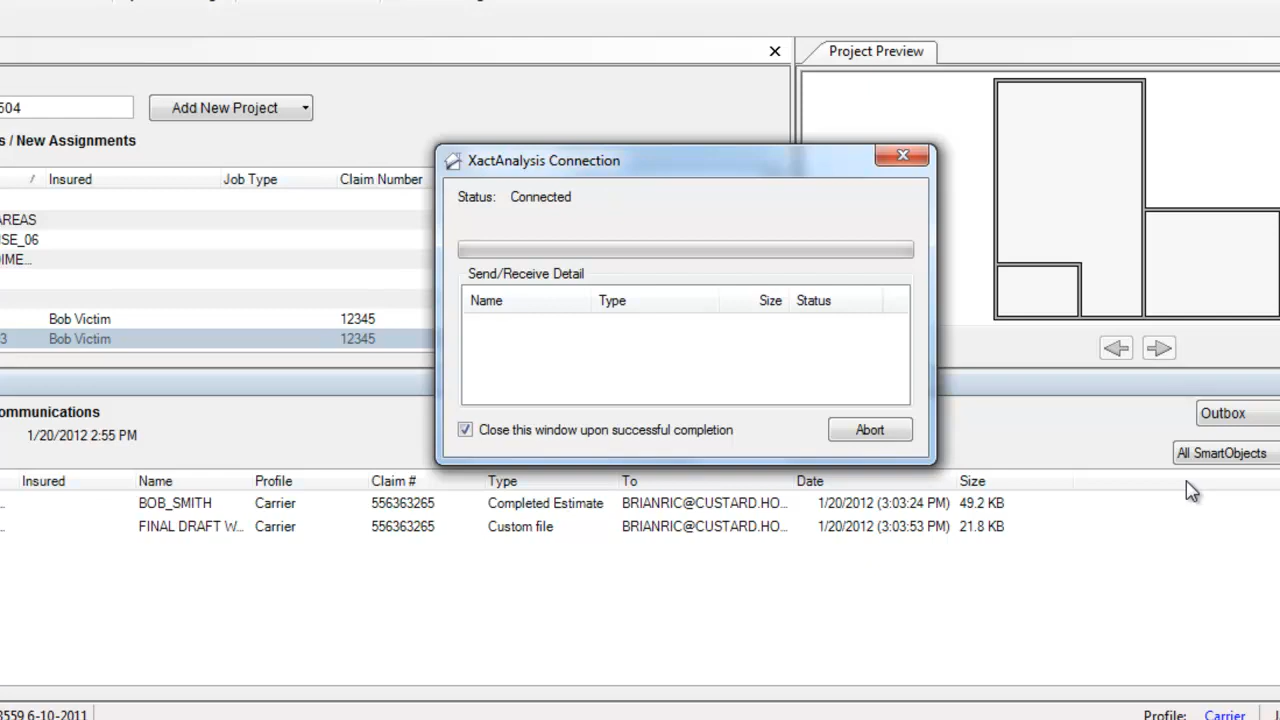 Project Preview
504
Add New Project
s / New Assignments
/ Insured Job Type Claim Number
AREAS
ISE_06
DIME...
Bob Victim 12345
3 Bob Victim 12345
XactAnalysis Connection
Status: Connected
Send/Receive Detail
Name Type Size Status
Close this window upon successful completion
Abort
ommunications
1/20/2012 2:55 PM
Outbox
All SmartObjects
Insured Name Profile Claim # Type To Date Size
.. BOB_SMITH Carrier 556363265 Completed Estimate BRIANRIC@CUSTARD.HO... 1/20/2012 (3:03:24 PM) 49.2 KB
.. FINAL DRAFT W... Carrier 556363265 Custom file BRIANRIC@CUSTARD.HO... 1/20/2012 (3:03:53 PM) 21.8 KB
3559 6-10-2011
Profile: Carrier